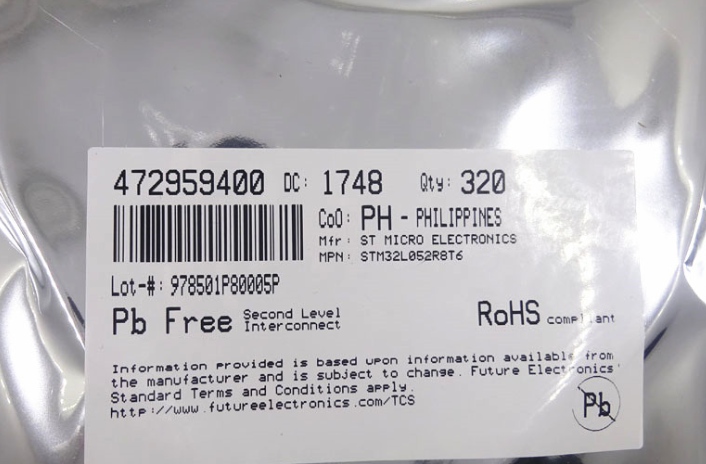 472959400 DC: 1748 Qty: 320
CoO: PH - PHILIPPINES
Mfr: ST MICRO ELECTRONICS
MPN: STM32L052R8T6
Lot-#: 978501P80005P
Pb Free Second Level
Interconnect
RoHS compliant
Information provided is based upon information available from
the manufacturer and is subject to change. Future Electronics'
Standard Terms and Conditions apply.
http://www.futureelectronics.com/TCS
Pb